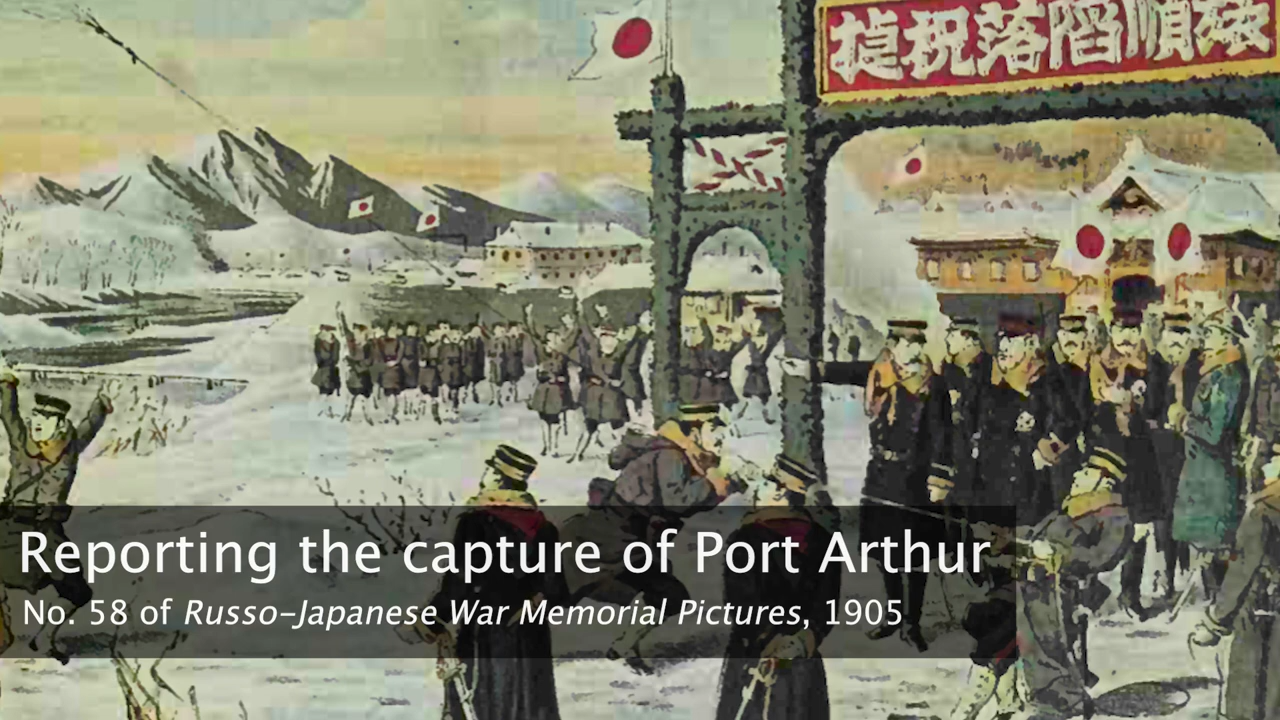 旅順陷落祝捷
Reporting the capture of Port Arthur
No. 58 of Russo–Japanese War Memorial Pictures, 1905